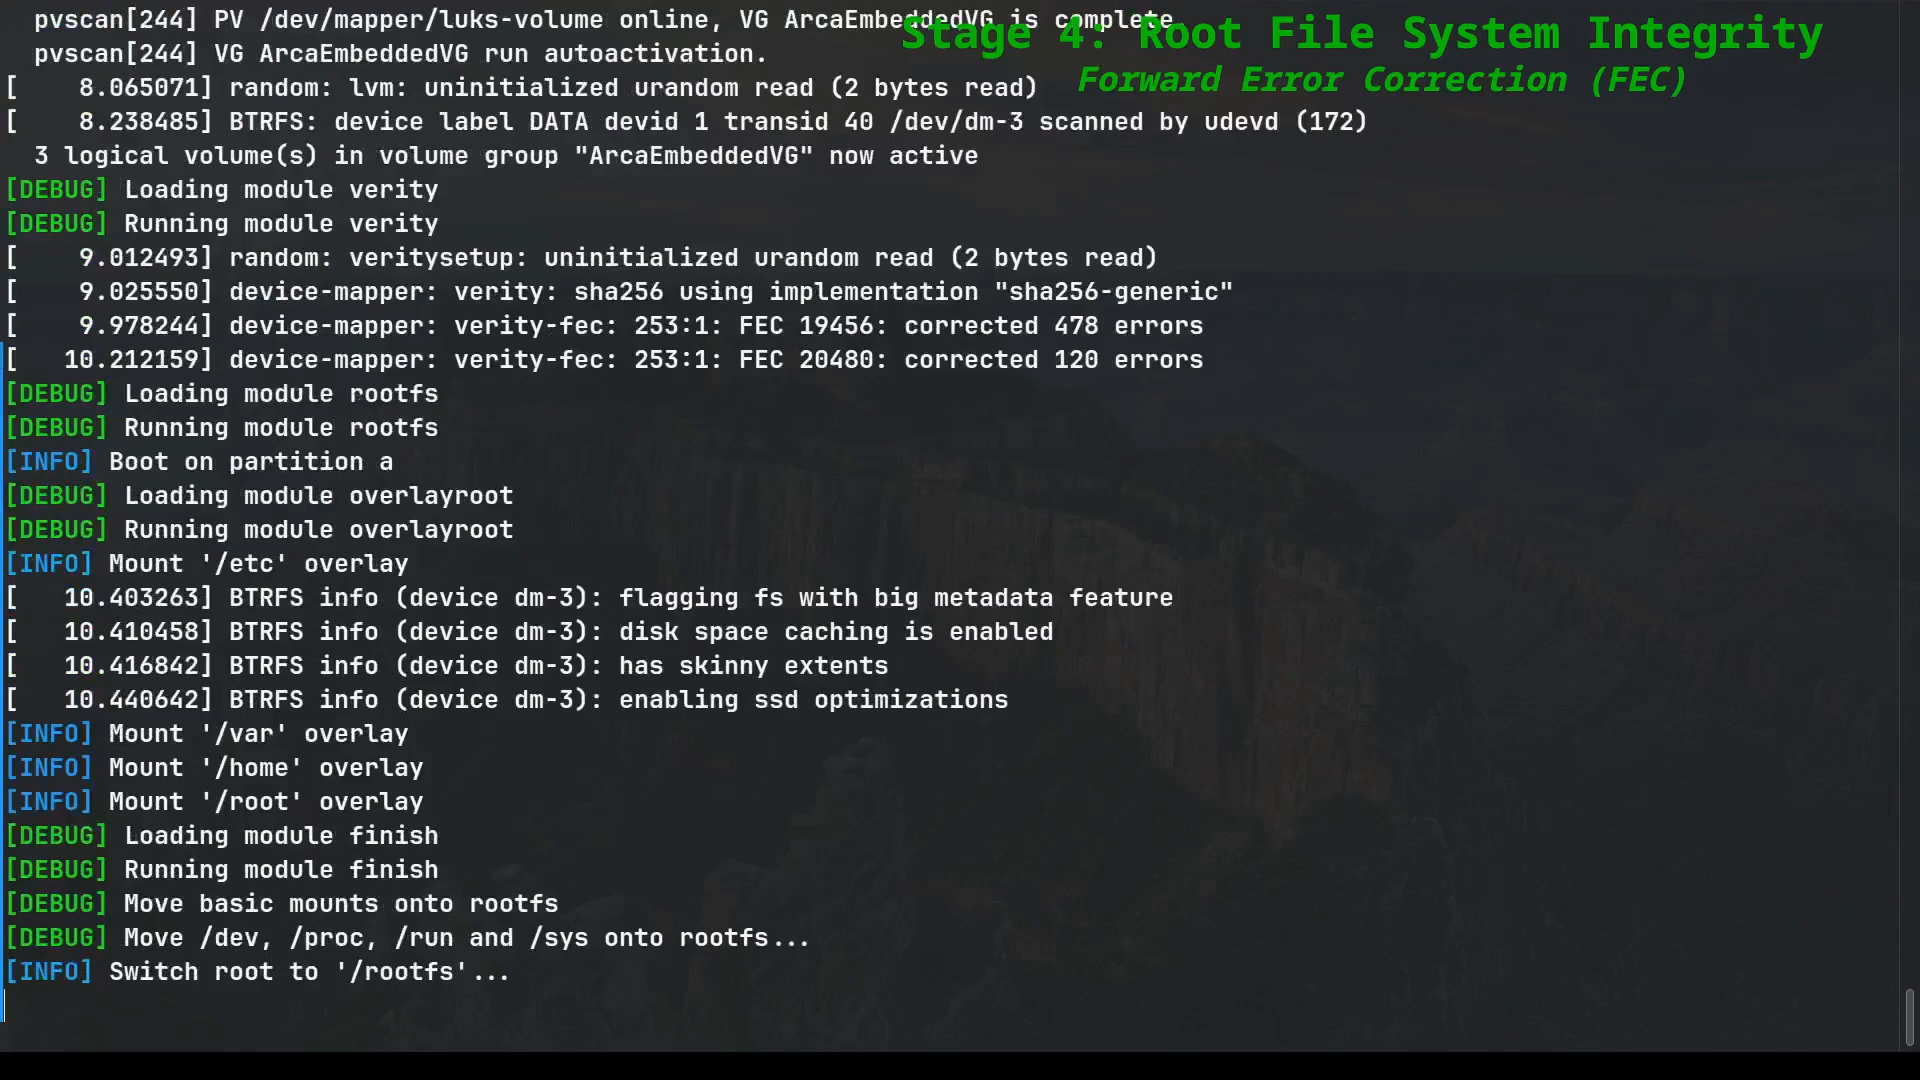 pvscan[244] PV /dev/mapper/luks-volume online, VG ArcaEmbeddedVG is complete.
Stage 4: Root File System Integrity
pvscan[244] VG ArcaEmbeddedVG run autoactivation.
Forward Error Correction (FEC)
[    8.065071] random: lvm: uninitialized urandom read (2 bytes read)
[    8.238485] BTRFS: device label DATA devid 1 transid 40 /dev/dm-3 scanned by udevd (172)
3 logical volume(s) in volume group "ArcaEmbeddedVG" now active
[DEBUG] Loading module verity
[DEBUG] Running module verity
[    9.012493] random: veritysetup: uninitialized urandom read (2 bytes read)
[    9.025550] device-mapper: verity: sha256 using implementation "sha256-generic"
[    9.978244] device-mapper: verity-fec: 253:1: FEC 19456: corrected 478 errors
[   10.212159] device-mapper: verity-fec: 253:1: FEC 20480: corrected 120 errors
[DEBUG] Loading module rootfs
[DEBUG] Running module rootfs
[INFO] Boot on partition a
[DEBUG] Loading module overlayroot
[DEBUG] Running module overlayroot
[INFO] Mount '/etc' overlay
[   10.403263] BTRFS info (device dm-3): flagging fs with big metadata feature
[   10.410458] BTRFS info (device dm-3): disk space caching is enabled
[   10.416842] BTRFS info (device dm-3): has skinny extents
[   10.440642] BTRFS info (device dm-3): enabling ssd optimizations
[INFO] Mount '/var' overlay
[INFO] Mount '/home' overlay
[INFO] Mount '/root' overlay
[DEBUG] Loading module finish
[DEBUG] Running module finish
[DEBUG] Move basic mounts onto rootfs
[DEBUG] Move /dev, /proc, /run and /sys onto rootfs...
[INFO] Switch root to '/rootfs'...